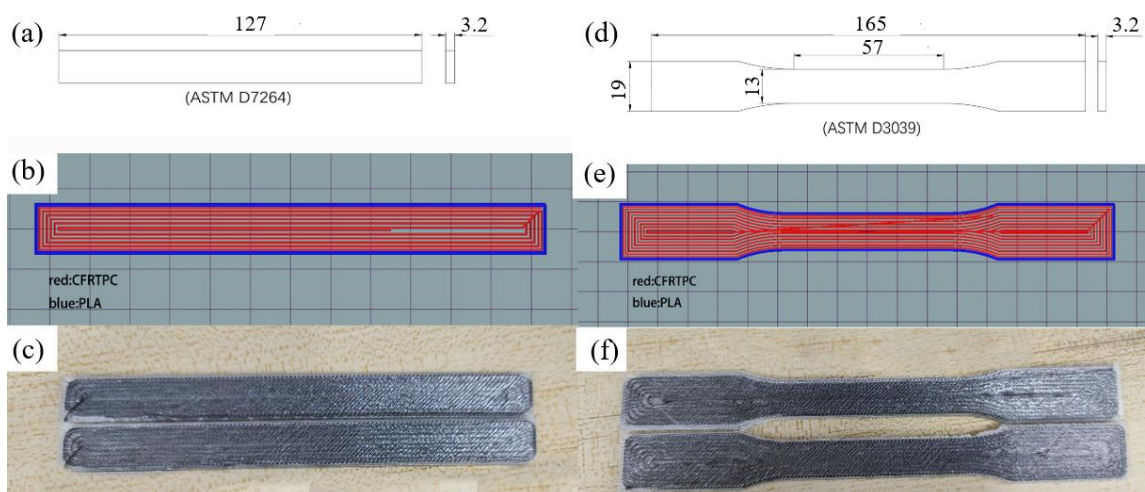 (a)
127
3.2
(ASTM D7264)
(d)
165
3.2
57
19
13
(ASTM D3039)
(b)
red:CFRTPC
blue:PLA
(e)
red:CFRTPC
blue:PLA
(c)
(f)